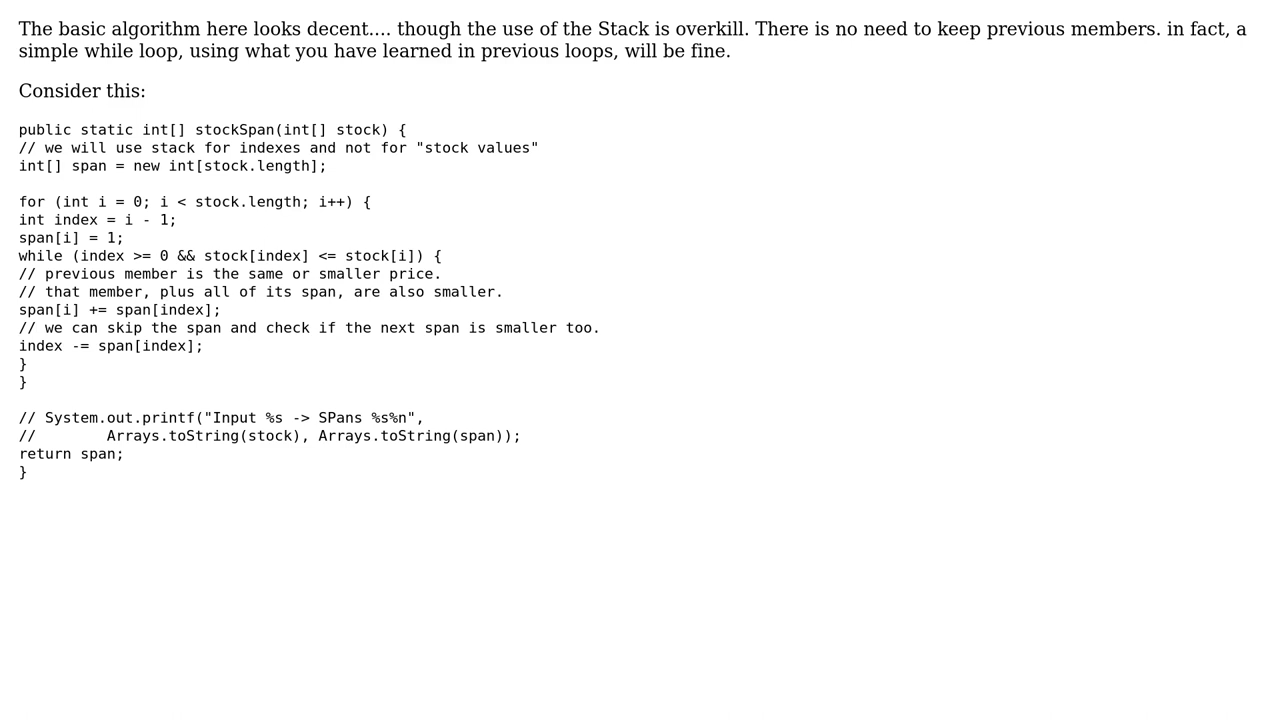 The basic algorithm here looks decent.... though the use of the Stack is overkill. There is no need to keep previous members. in fact, a
simple while loop, using what you have learned in previous loops, will be fine.
Consider this:
public static int[] stockSpan(int[] stock) {
// we will use stack for indexes and not for "stock values"
int[] span = new int[stock.length];
for (int i = 0; i < stock.length; i++) {
int index = i - 1;
span[i] = 1;
while (index >= 0 && stock[index] <= stock[i]) {
// previous member is the same or smaller price.
// that member, plus all of its span, are also smaller.
span[i] += span[index];
// we can skip the span and check if the next span is smaller too.
index -= span[index];
}
}
// System.out.printf("Input %s -> SPans %s%n",
//        Arrays.toString(stock), Arrays.toString(span));
return span;
}